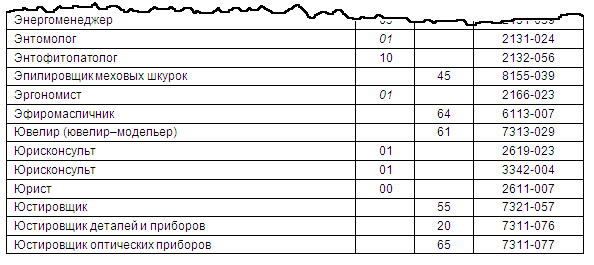 Энергоменеджер
Энтомолог 01 2131-024
Энтофитопатолог 10 2132-056
Эпилировщик меховых шкурок 45 8155-039
Эргономист 01 2166-023
Эфиромасличник 64 6113-007
Ювелир (ювелир–модельер) 61 7313-029
Юрисконсульт 01 2619-023
Юрисконсульт 01 3342-004
Юрист 00 2611-007
Юстировщик 55 7321-057
Юстировщик деталей и приборов 20 7311-076
Юстировщик оптических приборов 65 7311-077